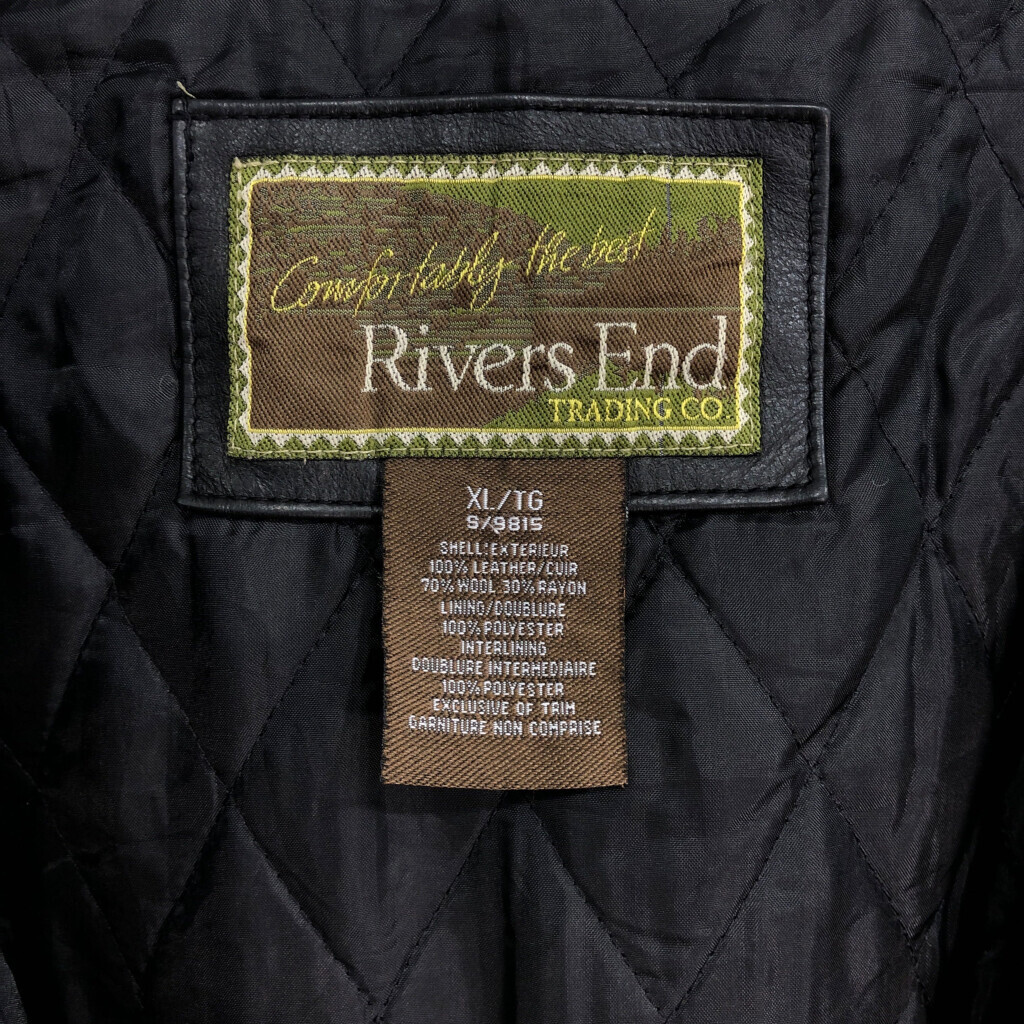 Comfortably the best
Rivers End
TRADING CO.
XL/TG
S/9815
SHELL:EXTERIEUR
100% LEATHER/CUIR
70% WOOL 30% RAYON
LINING/DOUBLURE
100% POLYESTER
INTERLINING
DOUBLURE INTERMEDIAIRE
100% POLYESTER
EXCLUSIVE OF TRIM
GARNITURE NON COMPRISE